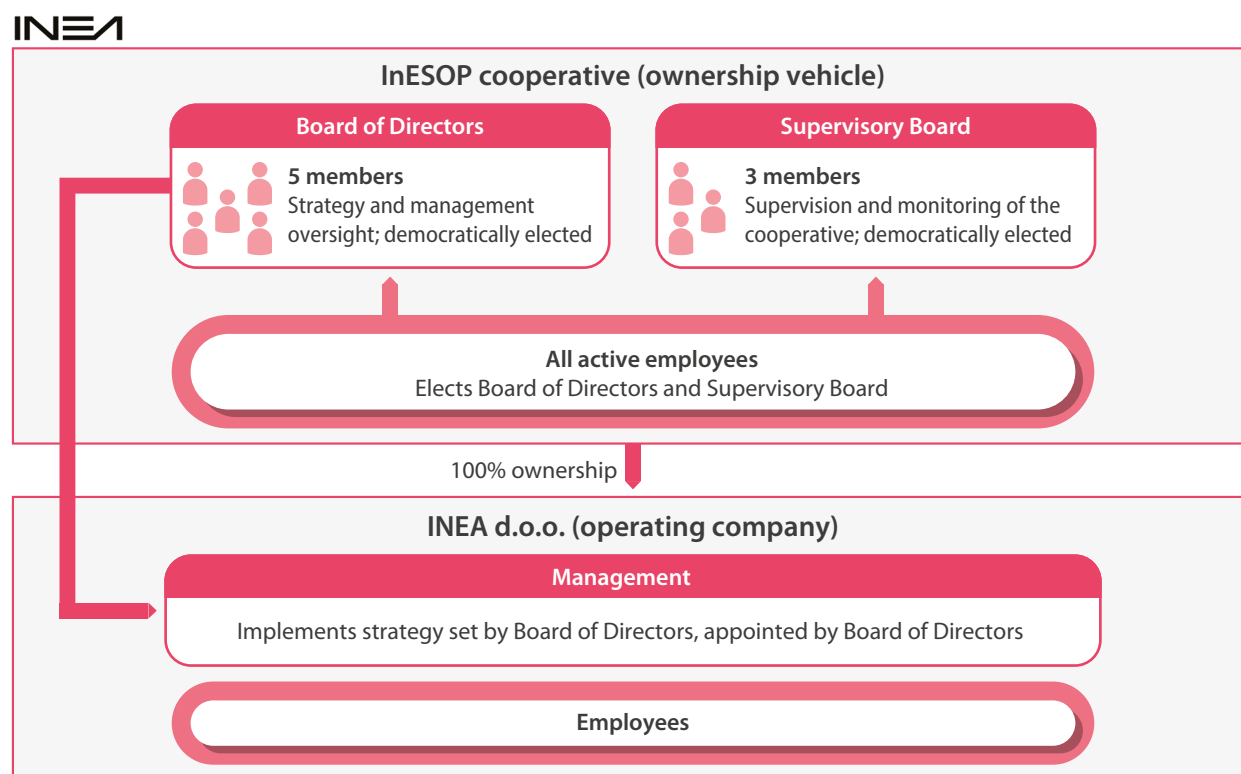 INEA
InESOP cooperative (ownership vehicle)
Board of Directors
5 members
Strategy and management
oversight; democratically elected
Supervisory Board
3 members
Supervision and monitoring of the
cooperative; democratically elected
All active employees
Elects Board of Directors and Supervisory Board
100% ownership
INEA d.o.o. (operating company)
Management
Implements strategy set by Board of Directors, appointed by Board of Directors
Employees